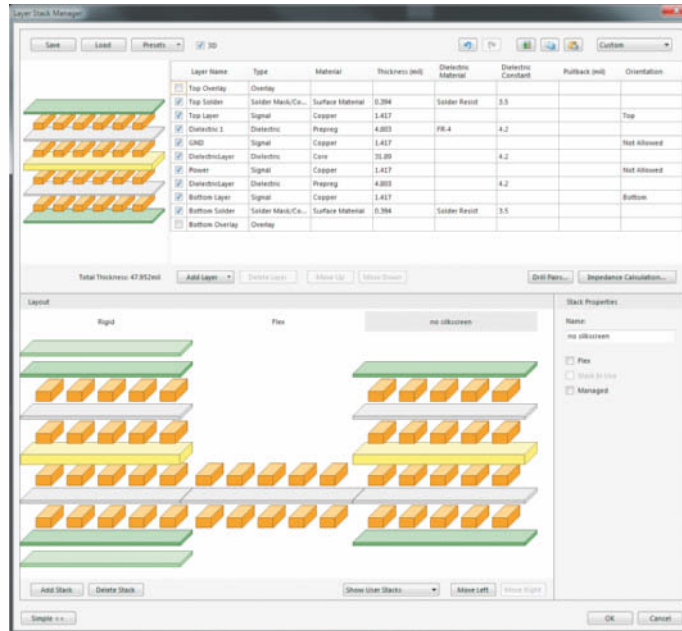 Layer Stack Manager
Save Load Presets 3D Custom
Layer Name Type Material Thickness (mil) Dielectric Material Dielectric Constant Pullback (mil) Orientation
Top Overlay Overlay
Top Solder Solder Mask/Co... Surface Material 0.394 Solder Resist 3.5
Top Layer Signal Copper 1.417 Top
Dielectric 1 Dielectric Prepreg 4.803 FR-4 4.2
GND Signal Copper 1.417 Not Allowed
DielectricLayer Dielectric Core 31.89 4.2
Power Signal Copper 1.417 Not Allowed
DielectricLayer Dielectric Prepreg 4.803 4.2
Bottom Layer Signal Copper 1.417 Bottom
Bottom Solder Solder Mask/Co... Surface Material 0.394 Solder Resist 3.5
Bottom Overlay Overlay
Total Thickness: 47.952mil Add Layer Delete Layer Move Up Move Down Drill Pairs... Impedance Calculation...
Layout Stack Properties
Rigid Flex no silkscreen Name:
no silkscreen
Flex
Stack In Use
Managed
Add Stack Delete Stack Show User Stacks Move Left Move Right
Simple << OK Cancel